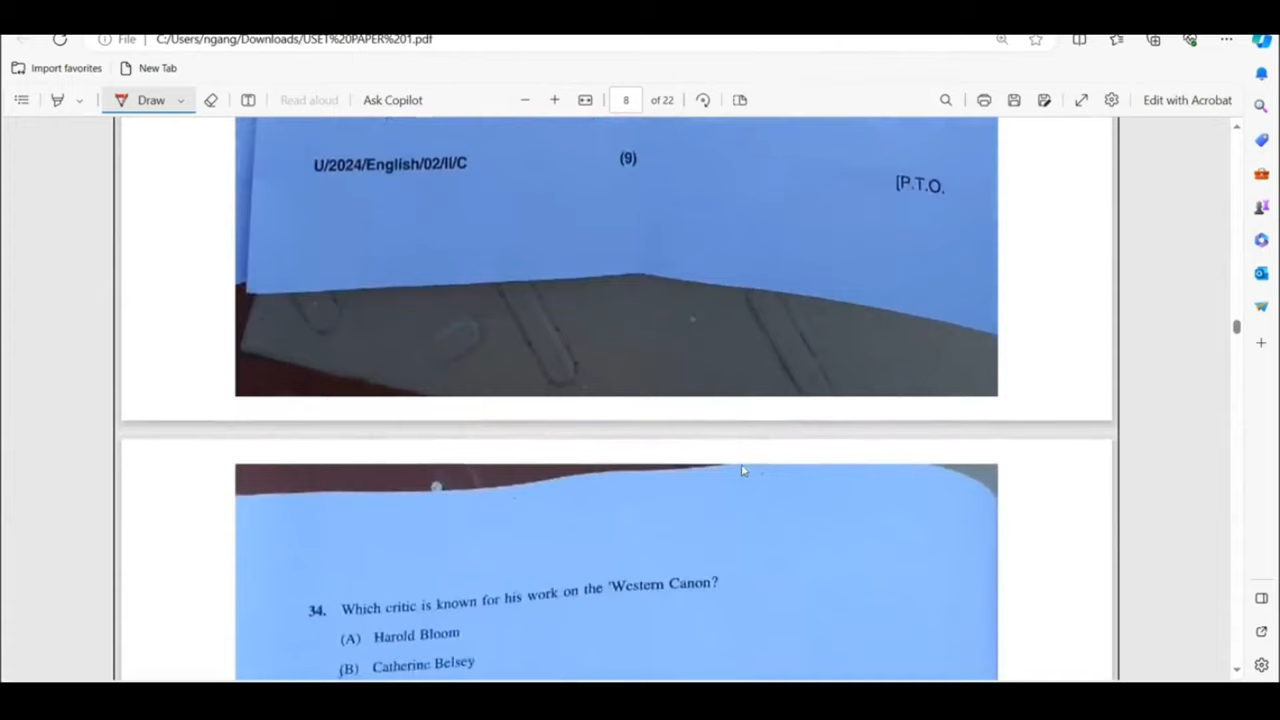 File C:/Users/ngang/Downloads/USET%20PAPER%201.pdf
Import favorites New Tab
Draw Read aloud Ask Copilot 8 of 22 Edit with Acrobat
U/2024/English/02/II/C (9) [P.T.O.
34. Which critic is known for his work on the 'Western Canon?
(A) Harold Bloom
(B) Catherine Belsey